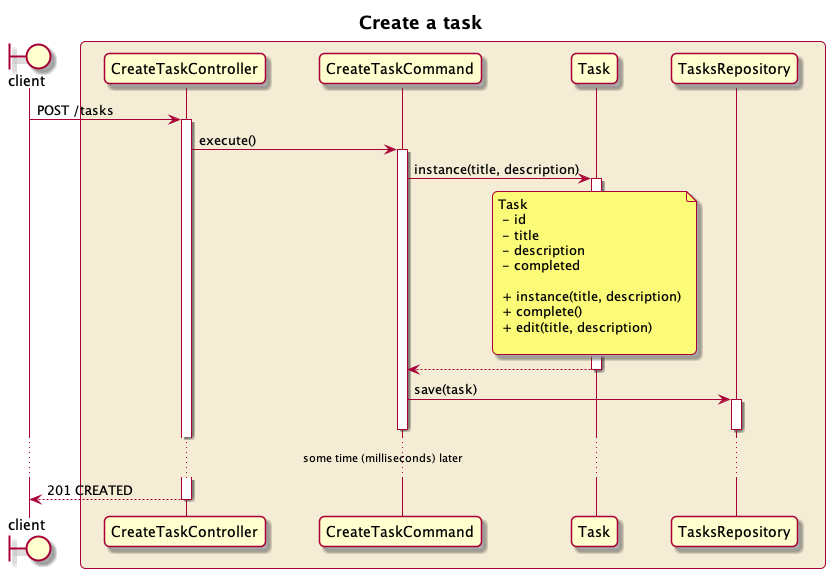 Create a task
client
CreateTaskController
CreateTaskCommand
Task
TasksRepository
POST /tasks
execute()
instance(title, description)
Task
- id
- title
- description
- completed
+ instance(title, description)
+ complete()
+ edit(title, description)
save(task)
some time (milliseconds) later
201 CREATED
client
CreateTaskController
CreateTaskCommand
Task
TasksRepository